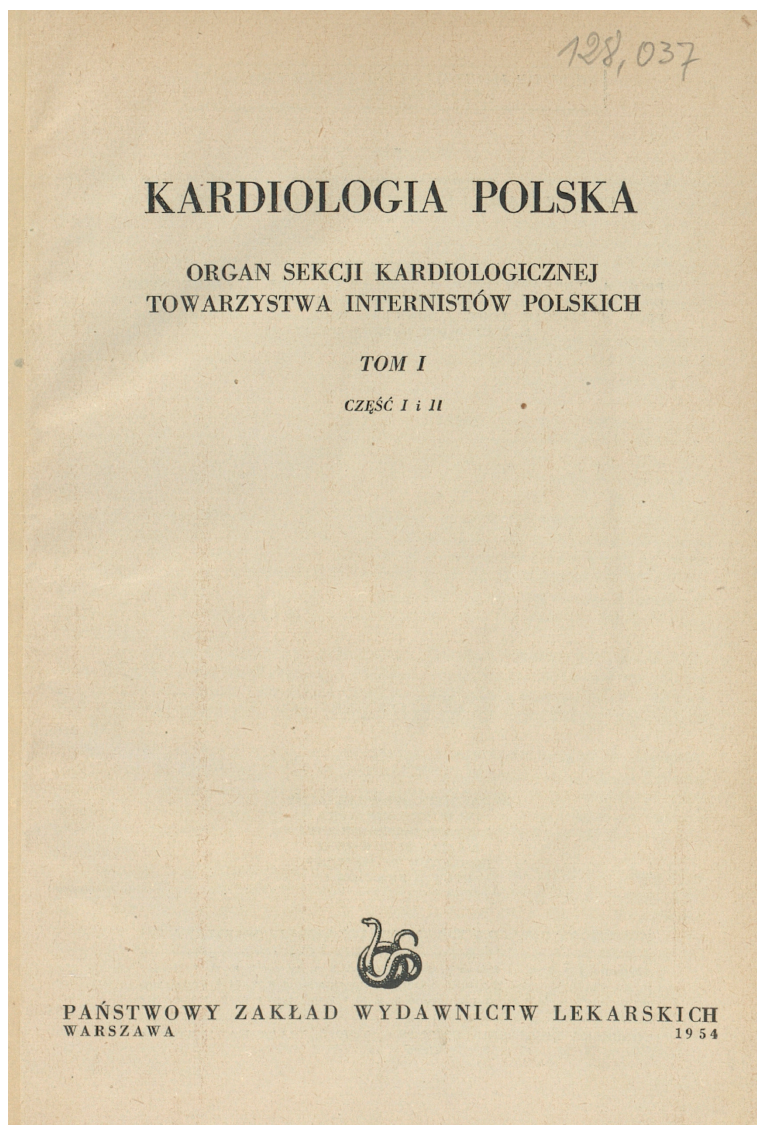 128,037
KARDIOLOGIA POLSKA
ORGAN SEKCJI KARDIOLOGICZNEJ
TOWARZYSTWA INTERNISTÓW POLSKICH
TOM I
CZĘŚĆ I i II
PAŃSTWOWY ZAKŁAD WYDAWNICTW LEKARSKICH
WARSZAWA 1954